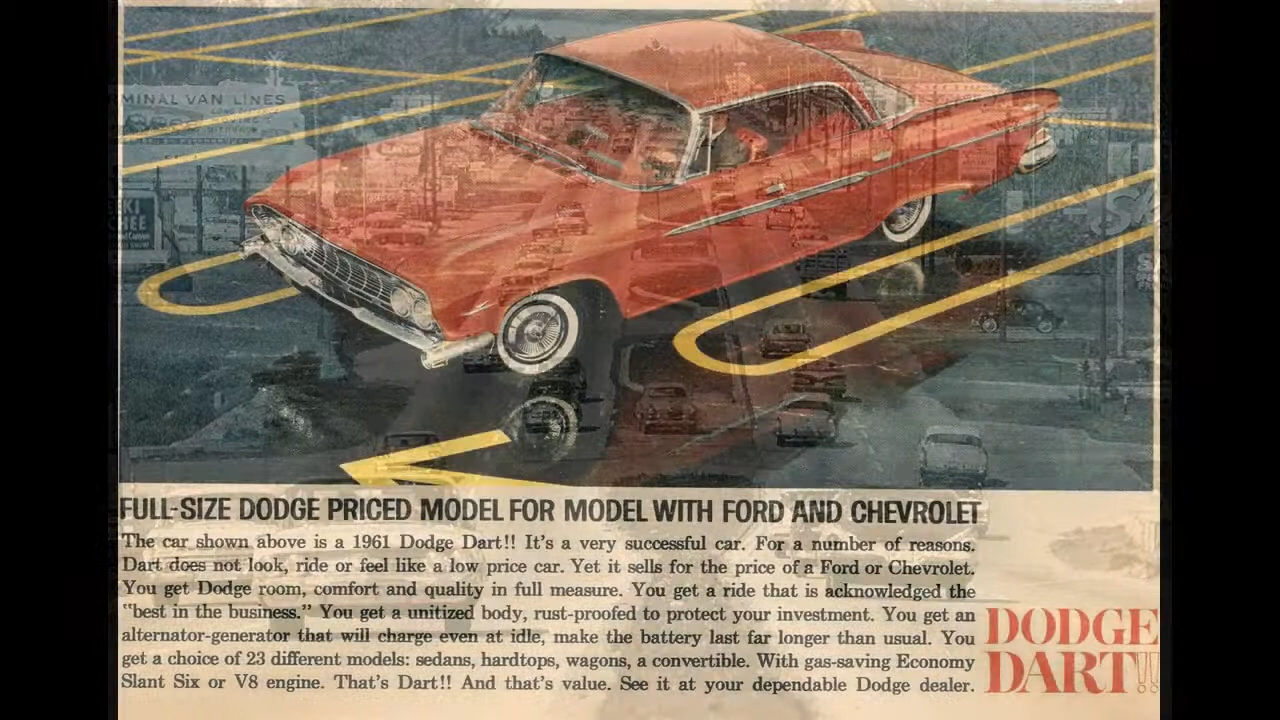 MINAL VAN LINES
FULL-SIZE DODGE PRICED MODEL FOR MODEL WITH FORD AND CHEVROLET
The car shown above is a 1961 Dodge Dart!! It's a very successful car. For a number of reasons.
Dart does not look, ride or feel like a low price car. Yet it sells for the price of a Ford or Chevrolet.
You get Dodge room, comfort and quality in full measure. You get a ride that is acknowledged the
"best in the business." You get a unitized body, rust-proofed to protect your investment. You get an
alternator-generator that will charge even at idle, make the battery last far longer than usual. You
get a choice of 23 different models: sedans, hardtops, wagons, a convertible. With gas-saving Economy
Slant Six or V8 engine. That's Dart!! And that's value. See it at your dependable Dodge dealer.
DODGE
DART!!